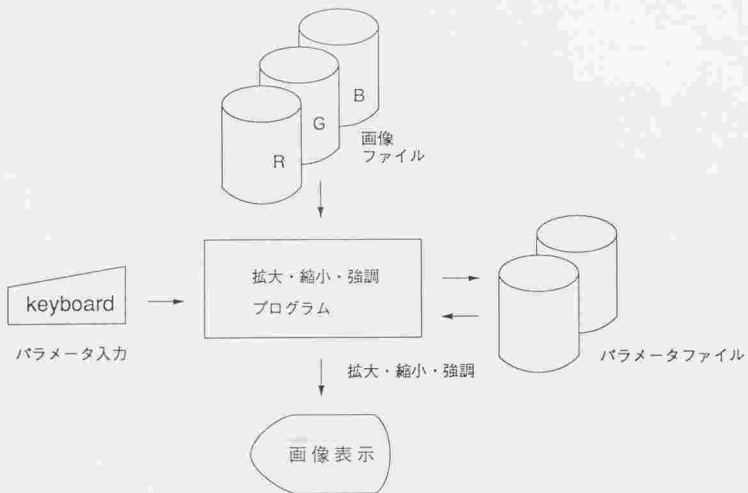 B
G
R
画像
ファイル
拡大・縮小・強調
プログラム
keyboard
パラメータ入力
パラメータファイル
拡大・縮小・強調
画像表示